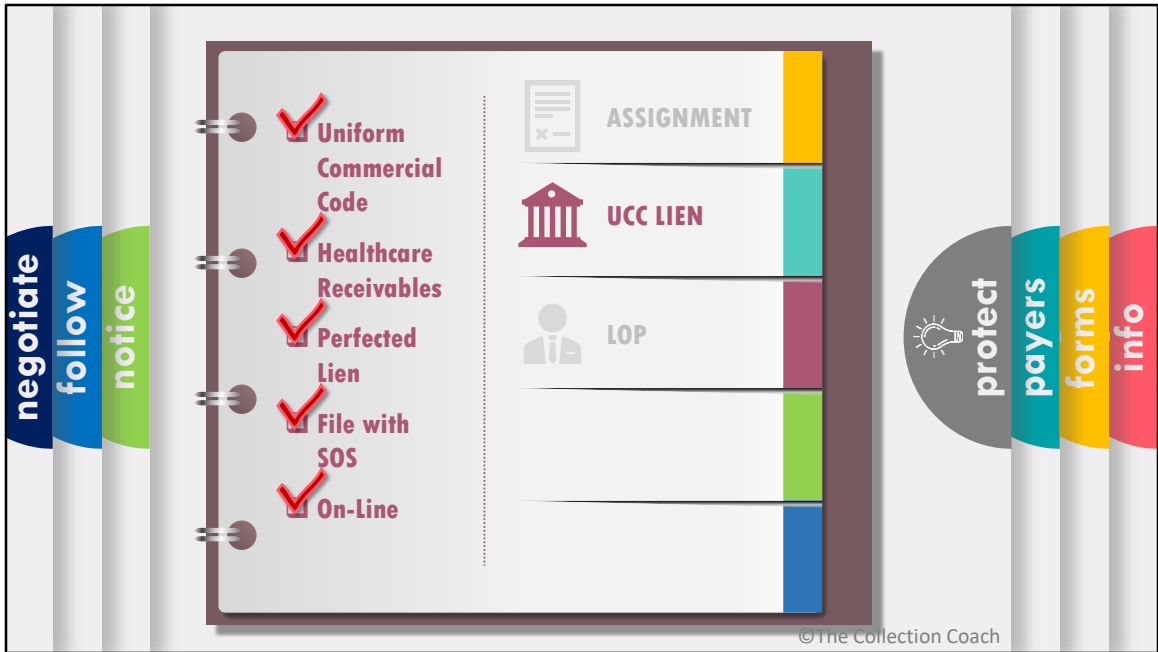 negotiate
follow
notice
Uniform
Commercial
Code
Healthcare
Receivables
Perfected
Lien
File with
SOS
On-Line
ASSIGNMENT
UCC LIEN
LOP
protect
payers
forms
info
©The Collection Coach